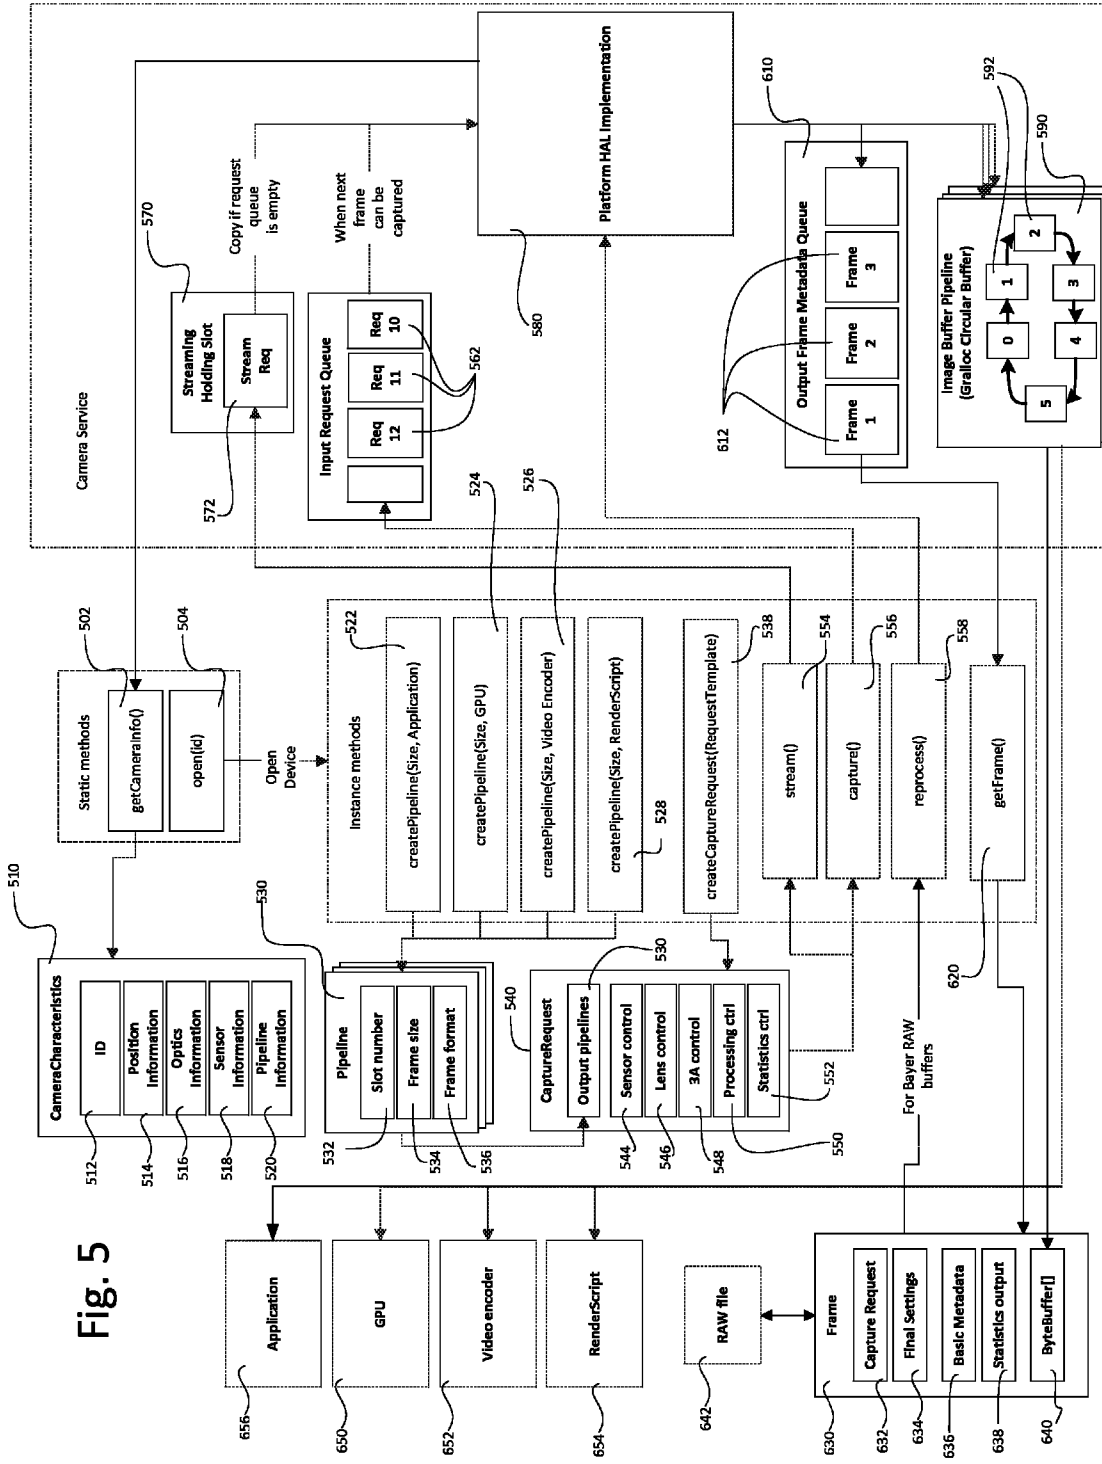 Fig. 5
Camera Service
Static methods
getCameraInfo()
open(id)
502
504
Open
Device
510
CameraCharacteristics
ID
Position
Information
Optics
Information
Sensor
Information
Pipeline
Information
512
514
516
518
520
Instance methods
createPipeline(Size, Application)
createPipeline(Size, GPU)
createPipeline(Size, Video Encoder)
createPipeline(Size, RenderScript)
createCaptureRequest(RequestTemplate)
stream()
capture()
reprocess()
getFrame()
522
524
526
528
538
554
556
558
620
530
Pipeline
Slot number
Frame size
Frame format
532
534
536
540
CaptureRequest
Output pipelines
530
Sensor control
Lens control
3A control
Processing ctrl
Statistics ctrl
544
546
548
550
552
Streaming
Holding Slot
Stream
Req
570
572
Copy if request
queue
is empty
Input Request Queue
Req
12
Req
11
Req
10
562
When next
frame
can be
captured
Platform HAL Implementation
580
Output Frame Metadata Queue
Frame
1
Frame
2
Frame
3
610
612
Image Buffer Pipeline
(Gralloc Circular Buffer)
0
1
2
3
4
5
590
592
Application
GPU
Video encoder
RenderScript
656
650
652
654
RAW file
642
For Bayer RAW
buffers
Frame
Capture Request
Final Settings
Basic Metadata
Statistics output
ByteBuffer[]
630
632
634
636
638
640